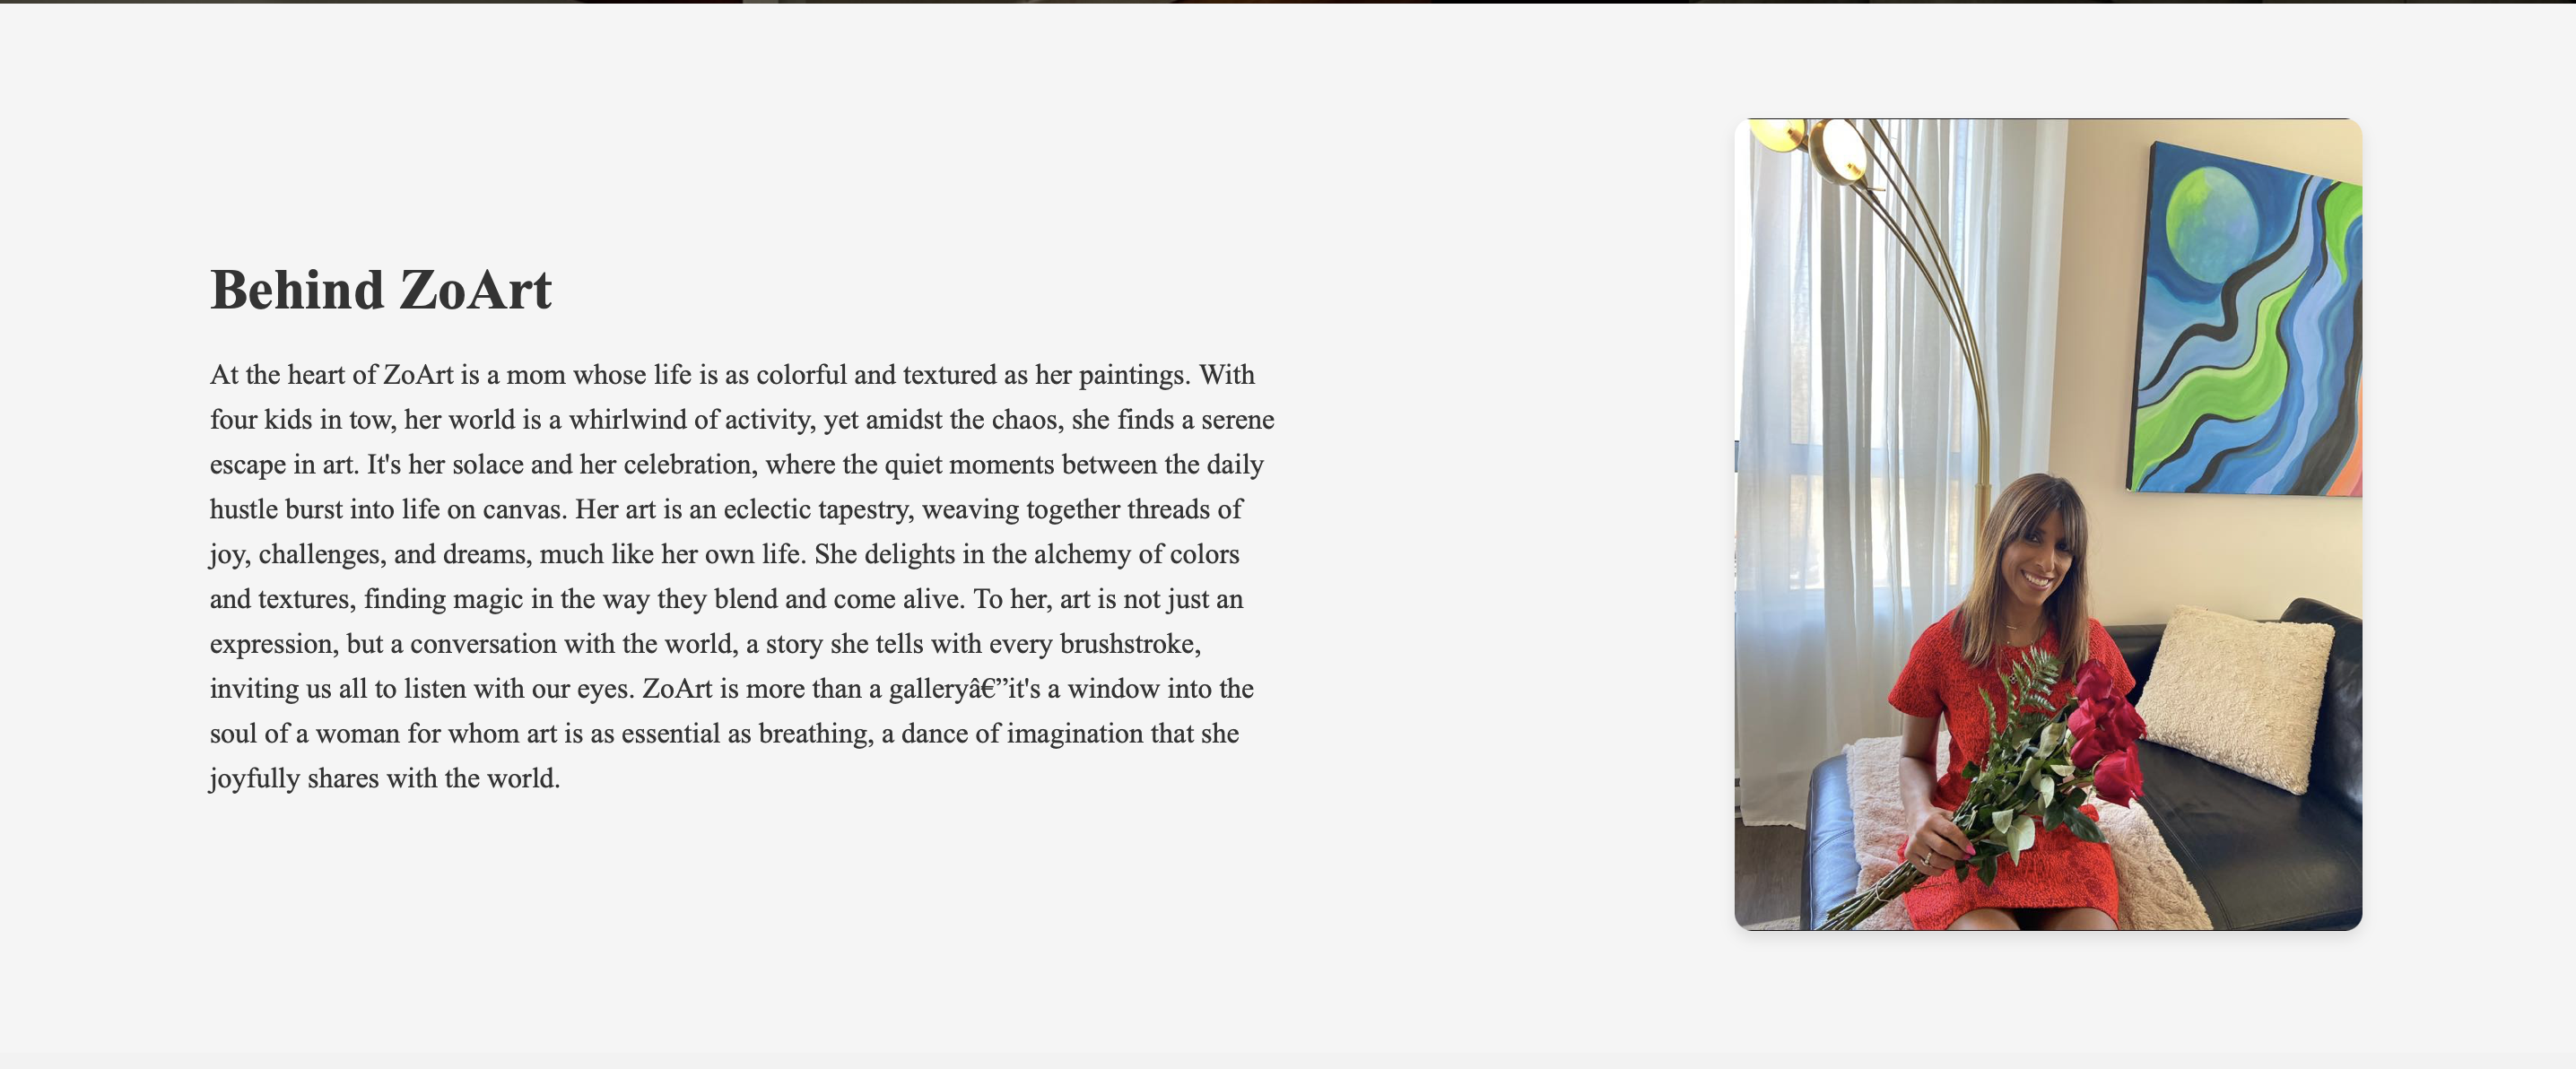 Behind ZoArt
At the heart of ZoArt is a mom whose life is as colorful and textured as her paintings. With
four kids in tow, her world is a whirlwind of activity, yet amidst the chaos, she finds a serene
escape in art. It's her solace and her celebration, where the quiet moments between the daily
hustle burst into life on canvas. Her art is an eclectic tapestry, weaving together threads of
joy, challenges, and dreams, much like her own life. She delights in the alchemy of colors
and textures, finding magic in the way they blend and come alive. To her, art is not just an
expression, but a conversation with the world, a story she tells with every brushstroke,
inviting us all to listen with our eyes. ZoArt is more than a galleryâ€”it's a window into the
soul of a woman for whom art is as essential as breathing, a dance of imagination that she
joyfully shares with the world.